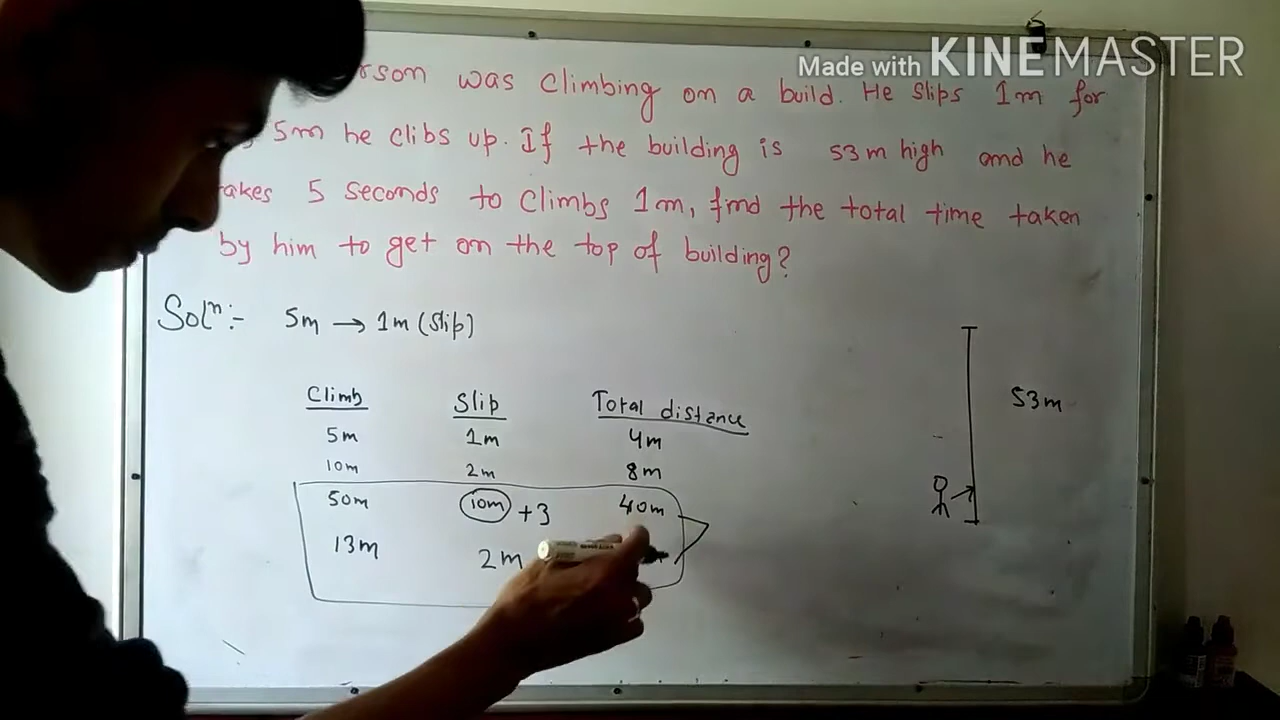 Made with KINEMASTER
was climbing on a build. He slips 1m for
5m he clibs up. If the building is 53m high and he
5 seconds to climbs 1m, find the total time taken
by him to get on the top of building?
Solⁿ:- 5m → 1m (slip)
Climb Slip Total distance
5m 1m 4m
10m 2m 8m
50m 10m +3 40m
13m 2m
53m